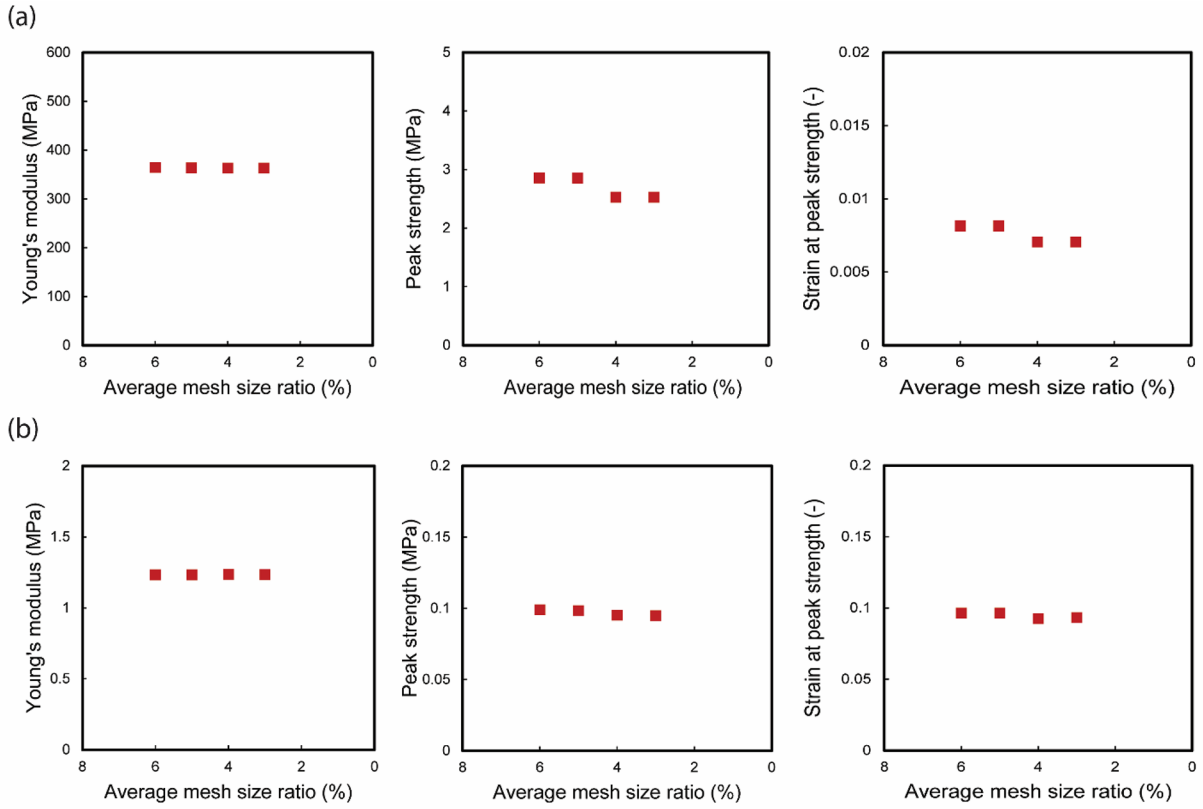 (a)
Young's modulus (MPa)
600
500
400
300
200
100
0
8 6 4 2 0
Average mesh size ratio (%)
Peak strength (MPa)
5
4
3
2
1
0
8 6 4 2 0
Average mesh size ratio (%)
Strain at peak strength (-)
0.02
0.015
0.01
0.005
0
8 6 4 2 0
Average mesh size ratio (%)
(b)
Young's modulus (MPa)
2
1.5
1
0.5
0
8 6 4 2 0
Average mesh size ratio (%)
Peak strength (MPa)
0.2
0.15
0.1
0.05
0
8 6 4 2 0
Average mesh size ratio (%)
Strain at peak strength (-)
0.2
0.15
0.1
0.05
0
8 6 4 2 0
Average mesh size ratio (%)